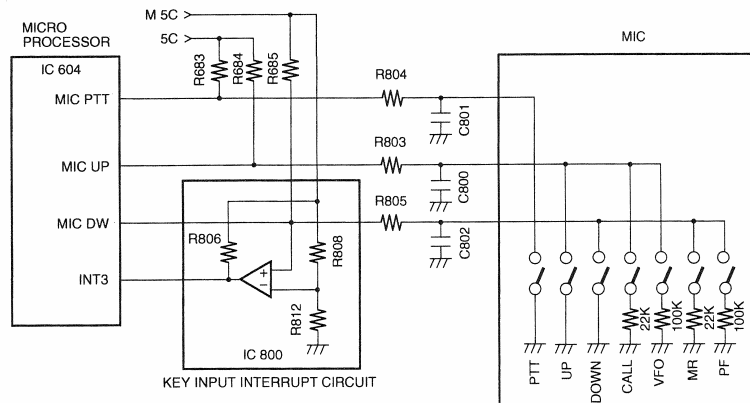 M 5C
5C
MICRO
PROCESSOR
IC 604
MIC PTT
MIC UP
MIC DW
INT3
R683
R684
R685
R804
C801
R803
C800
R805
C802
R806
R808
R812
+
−
IC 800
KEY INPUT INTERRUPT CIRCUIT
MIC
22K
100K
22K
100K
PTT
UP
DOWN
CALL
VFO
MR
PF